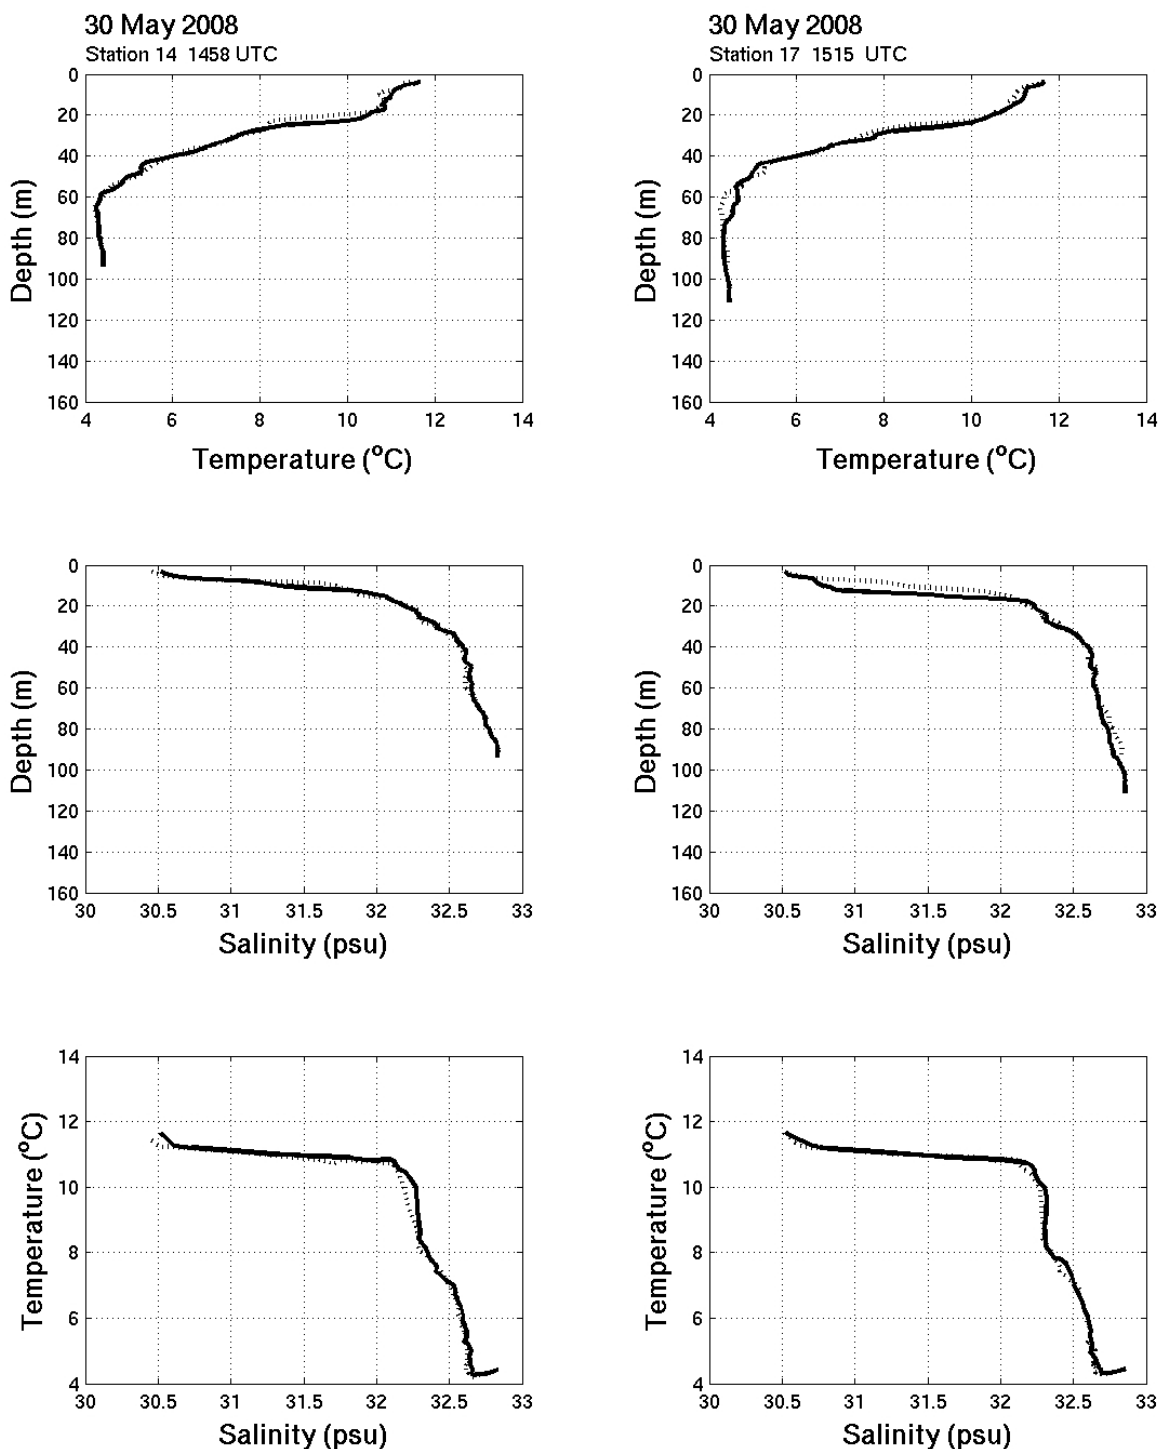 30 May 2008
Station 14 1458 UTC
0
20
40
60
80
100
120
140
160
Depth (m)
4 6 8 10 12 14
Temperature (°C)
30 May 2008
Station 17 1515 UTC
0
20
40
60
80
100
120
140
160
Depth (m)
4 6 8 10 12 14
Temperature (°C)
0
20
40
60
80
100
120
140
160
Depth (m)
30 30.5 31 31.5 32 32.5 33
Salinity (psu)
0
20
40
60
80
100
120
140
160
Depth (m)
30 30.5 31 31.5 32 32.5 33
Salinity (psu)
14
12
10
8
6
4
Temperature (°C)
30 30.5 31 31.5 32 32.5 33
Salinity (psu)
14
12
10
8
6
4
Temperature (°C)
30 30.5 31 31.5 32 32.5 33
Salinity (psu)